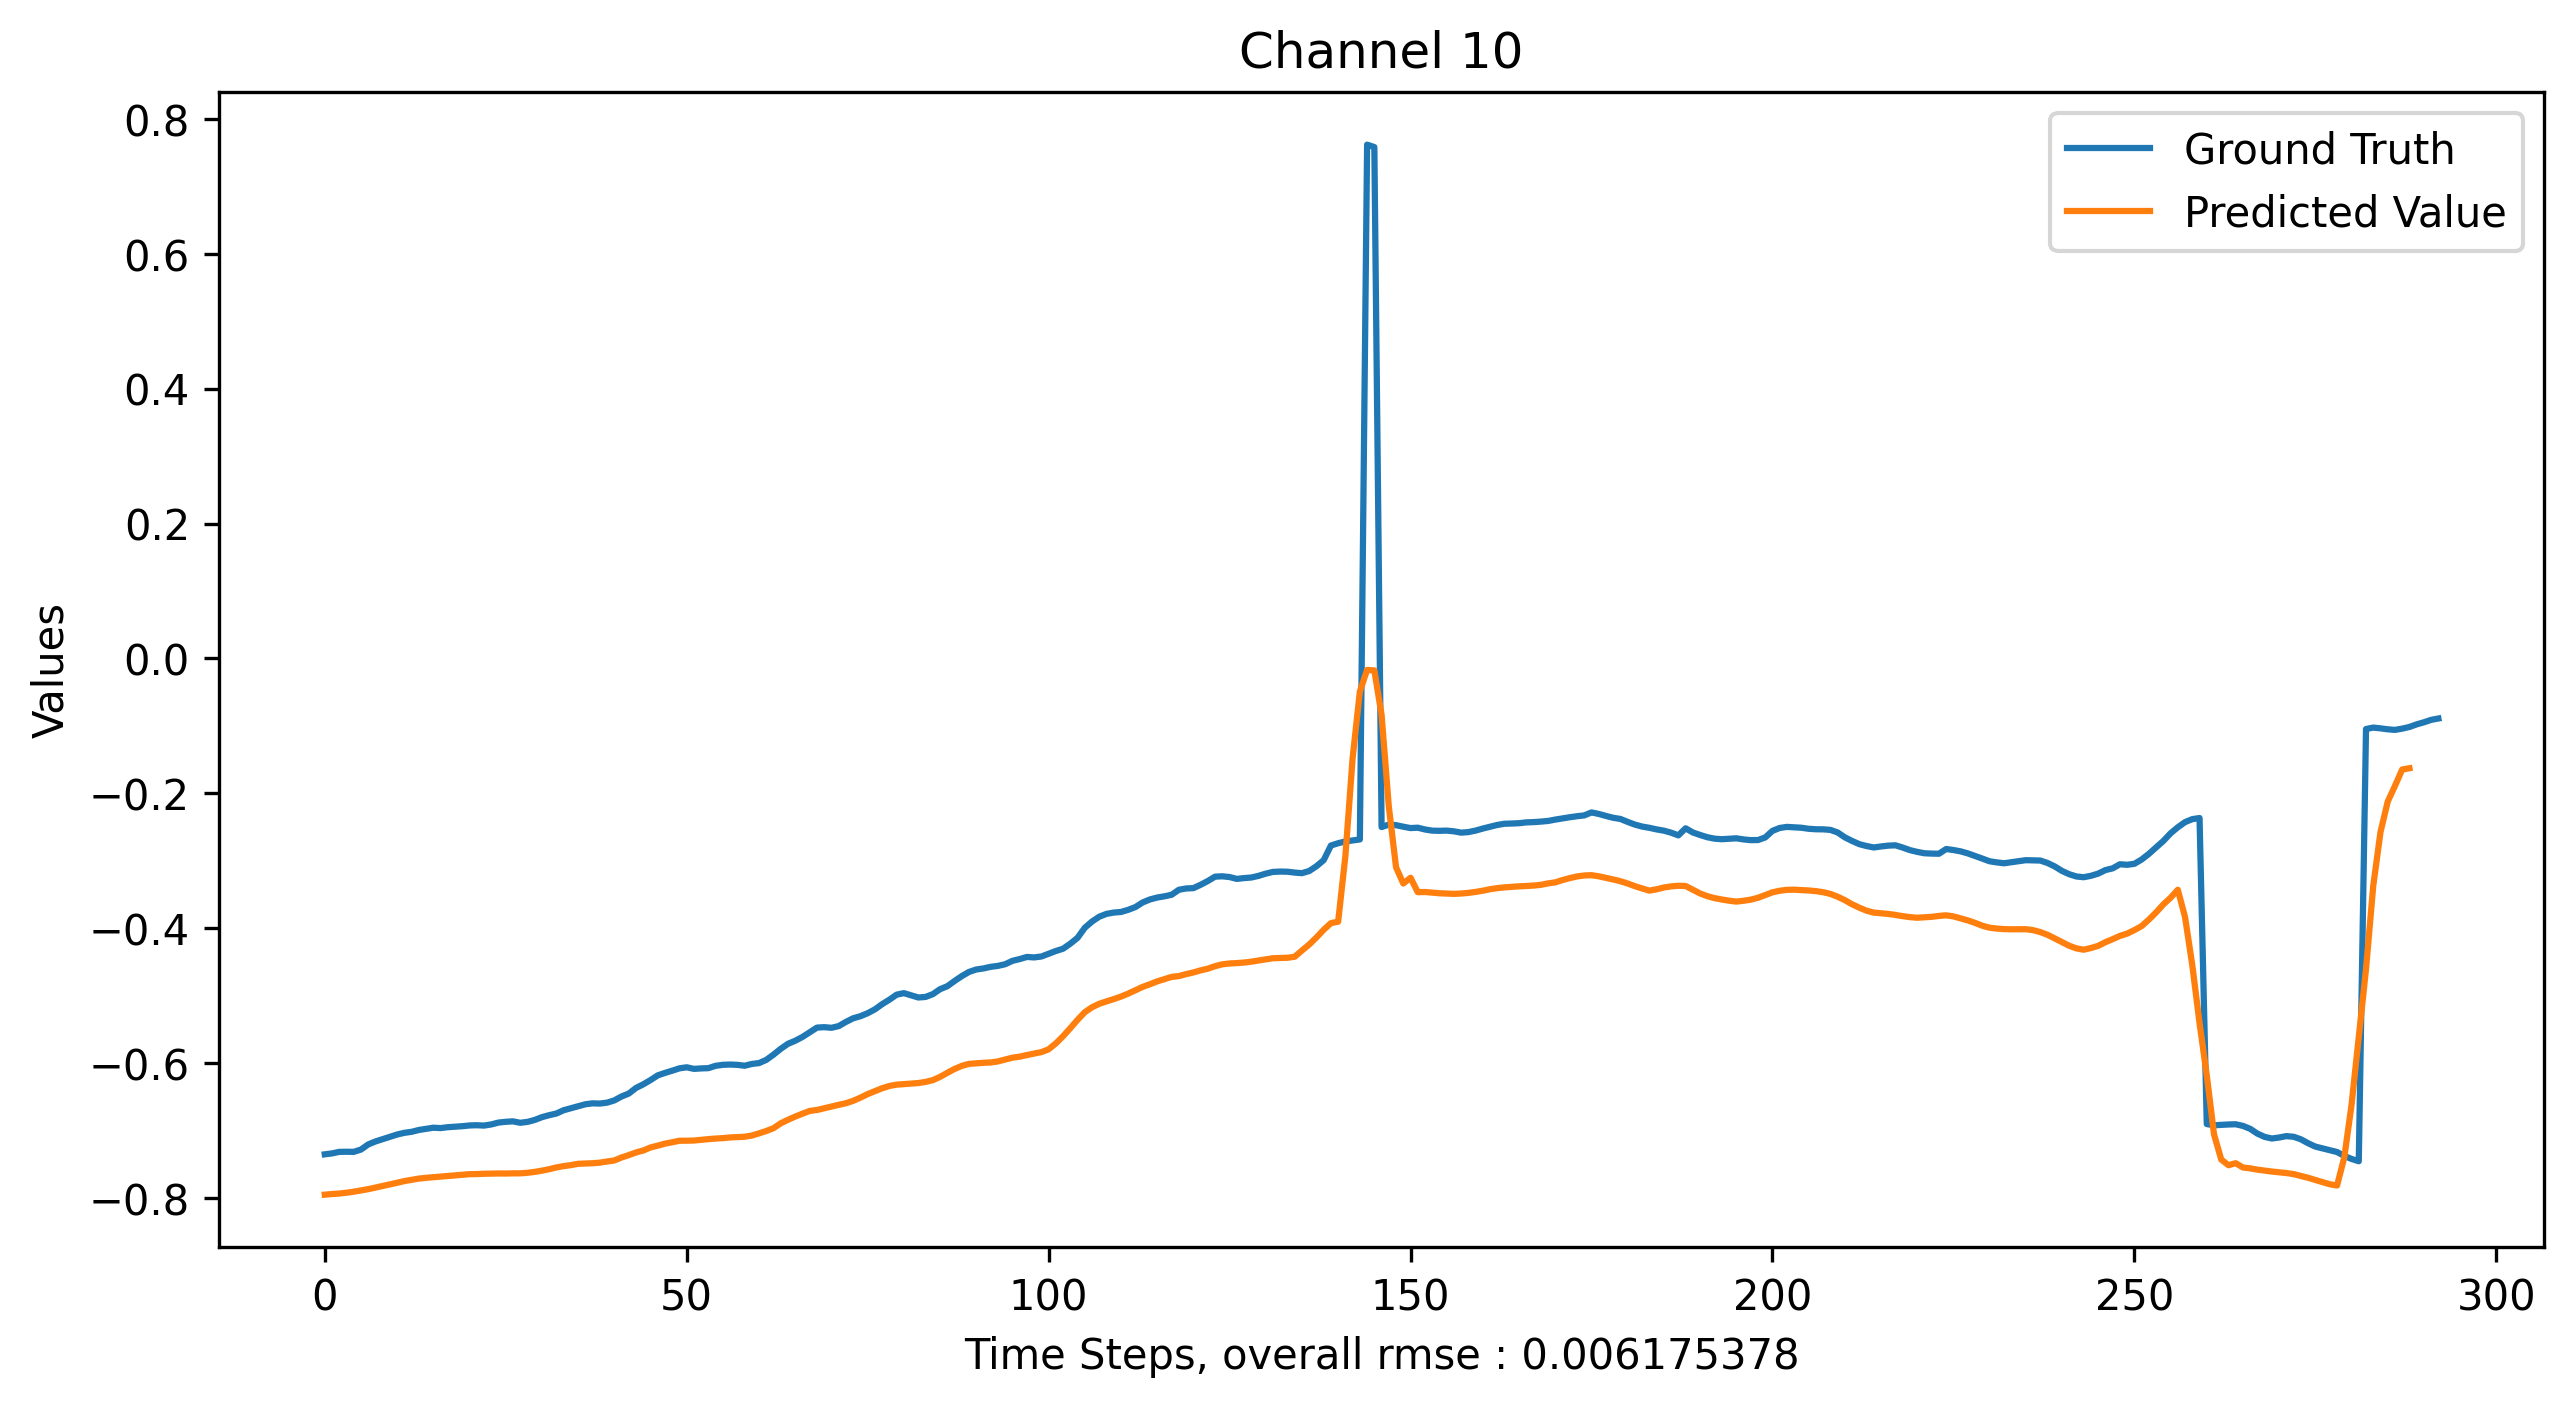 Channel 10
0.8
0.6
0.4
0.2
0.0
−0.2
−0.4
−0.6
−0.8
Values
Ground Truth
Predicted Value
0 50 100 150 200 250 300
Time Steps, overall rmse : 0.006175378